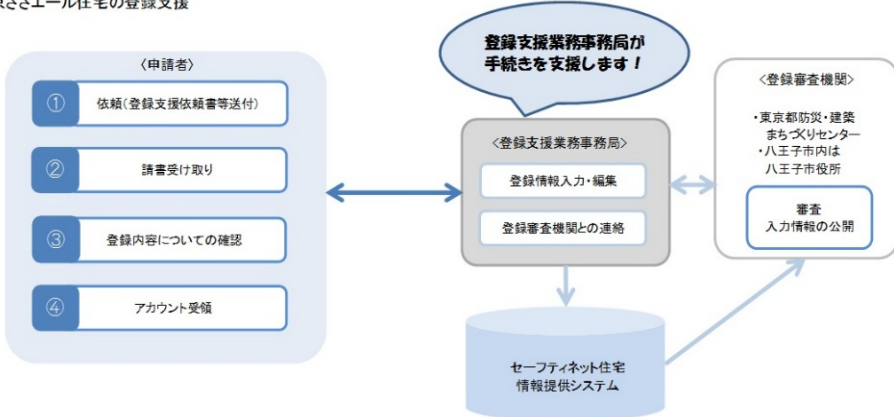 京ささエール住宅の登録支援
〈申請者〉
①
依頼(登録支援依頼書等送付)
②
請書受け取り
③
登録内容についての確認
④
アカウント受領
登録支援業務事務局が
手続きを支援します！
〈登録支援業務事務局〉
登録情報入力・編集
登録審査機関との連絡
セーフティネット住宅
情報提供システム
〈登録審査機関〉
・東京都防災・建築
まちづくりセンター
・八王子市内は
八王子市役所
審査
入力情報の公開